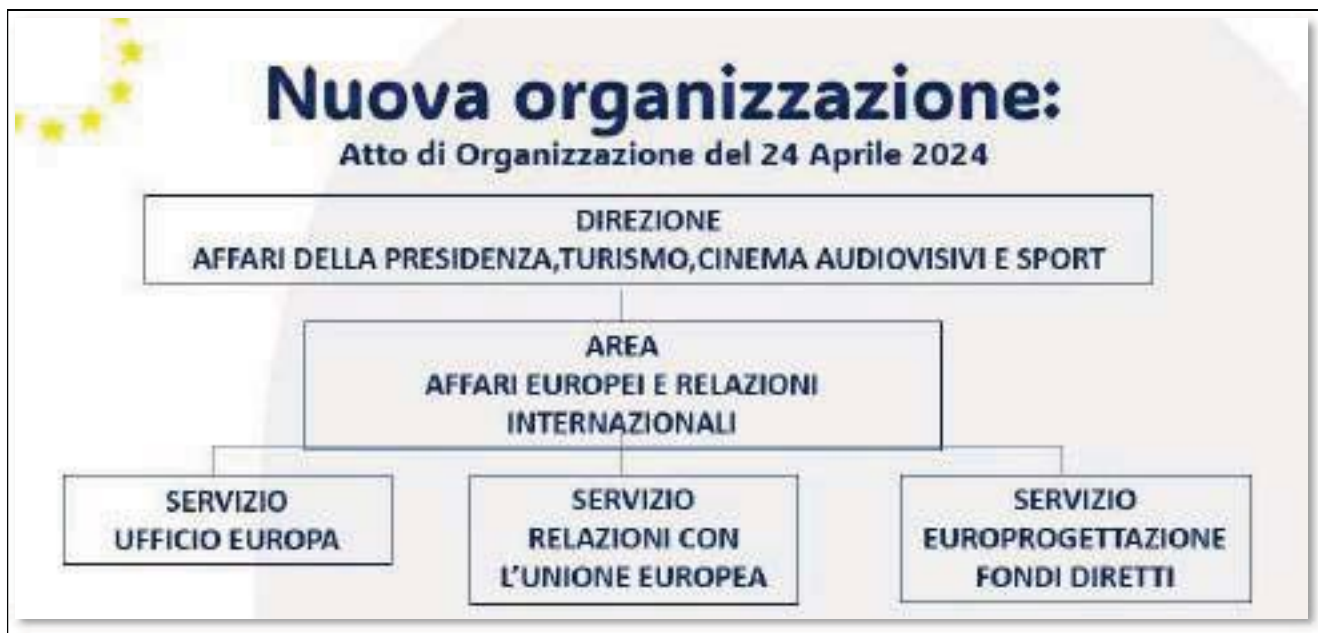 Nuova organizzazione:
Atto di Organizzazione del 24 Aprile 2024
DIREZIONE
AFFARI DELLA PRESIDENZA,TURISMO,CINEMA AUDIOVISIVI E SPORT
AREA
AFFARI EUROPEI E RELAZIONI
INTERNAZIONALI
SERVIZIO
UFFICIO EUROPA
SERVIZIO
RELAZIONI CON
L'UNIONE EUROPEA
SERVIZIO
EUROPROGETTAZIONE
FONDI DIRETTI